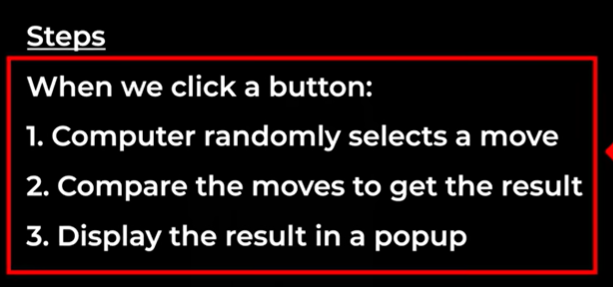 Steps
When we click a button:
1. Computer randomly selects a move
2. Compare the moves to get the result
3. Display the result in a popup